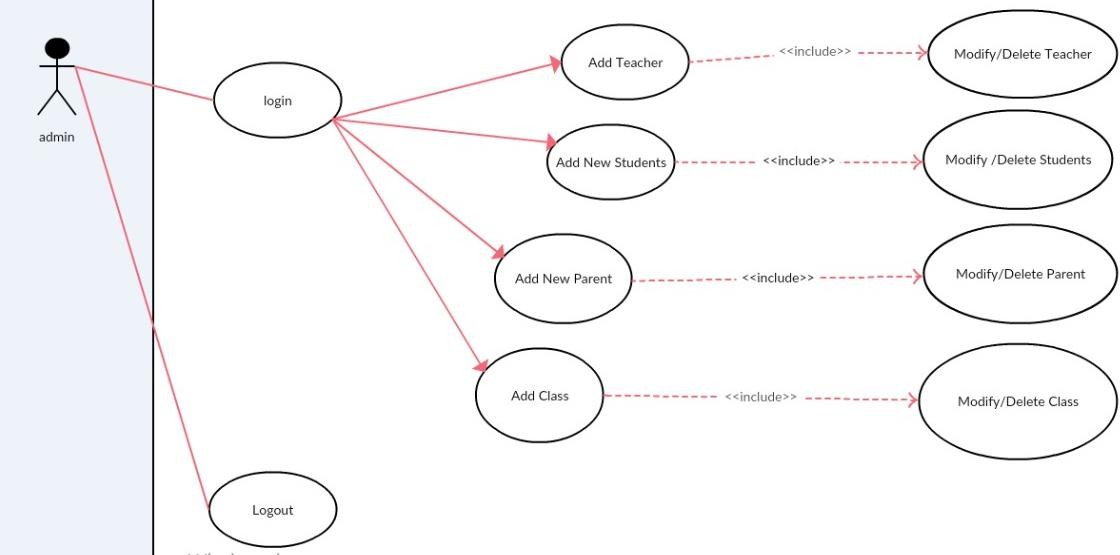 Add Teacher
<<include>>
Modify/Delete Teacher
login
admin
Add New Students
<<include>>
Modify /Delete Students
Add New Parent
<<include>>
Modify/Delete Parent
Add Class
<<include>>
Modify/Delete Class
Logout